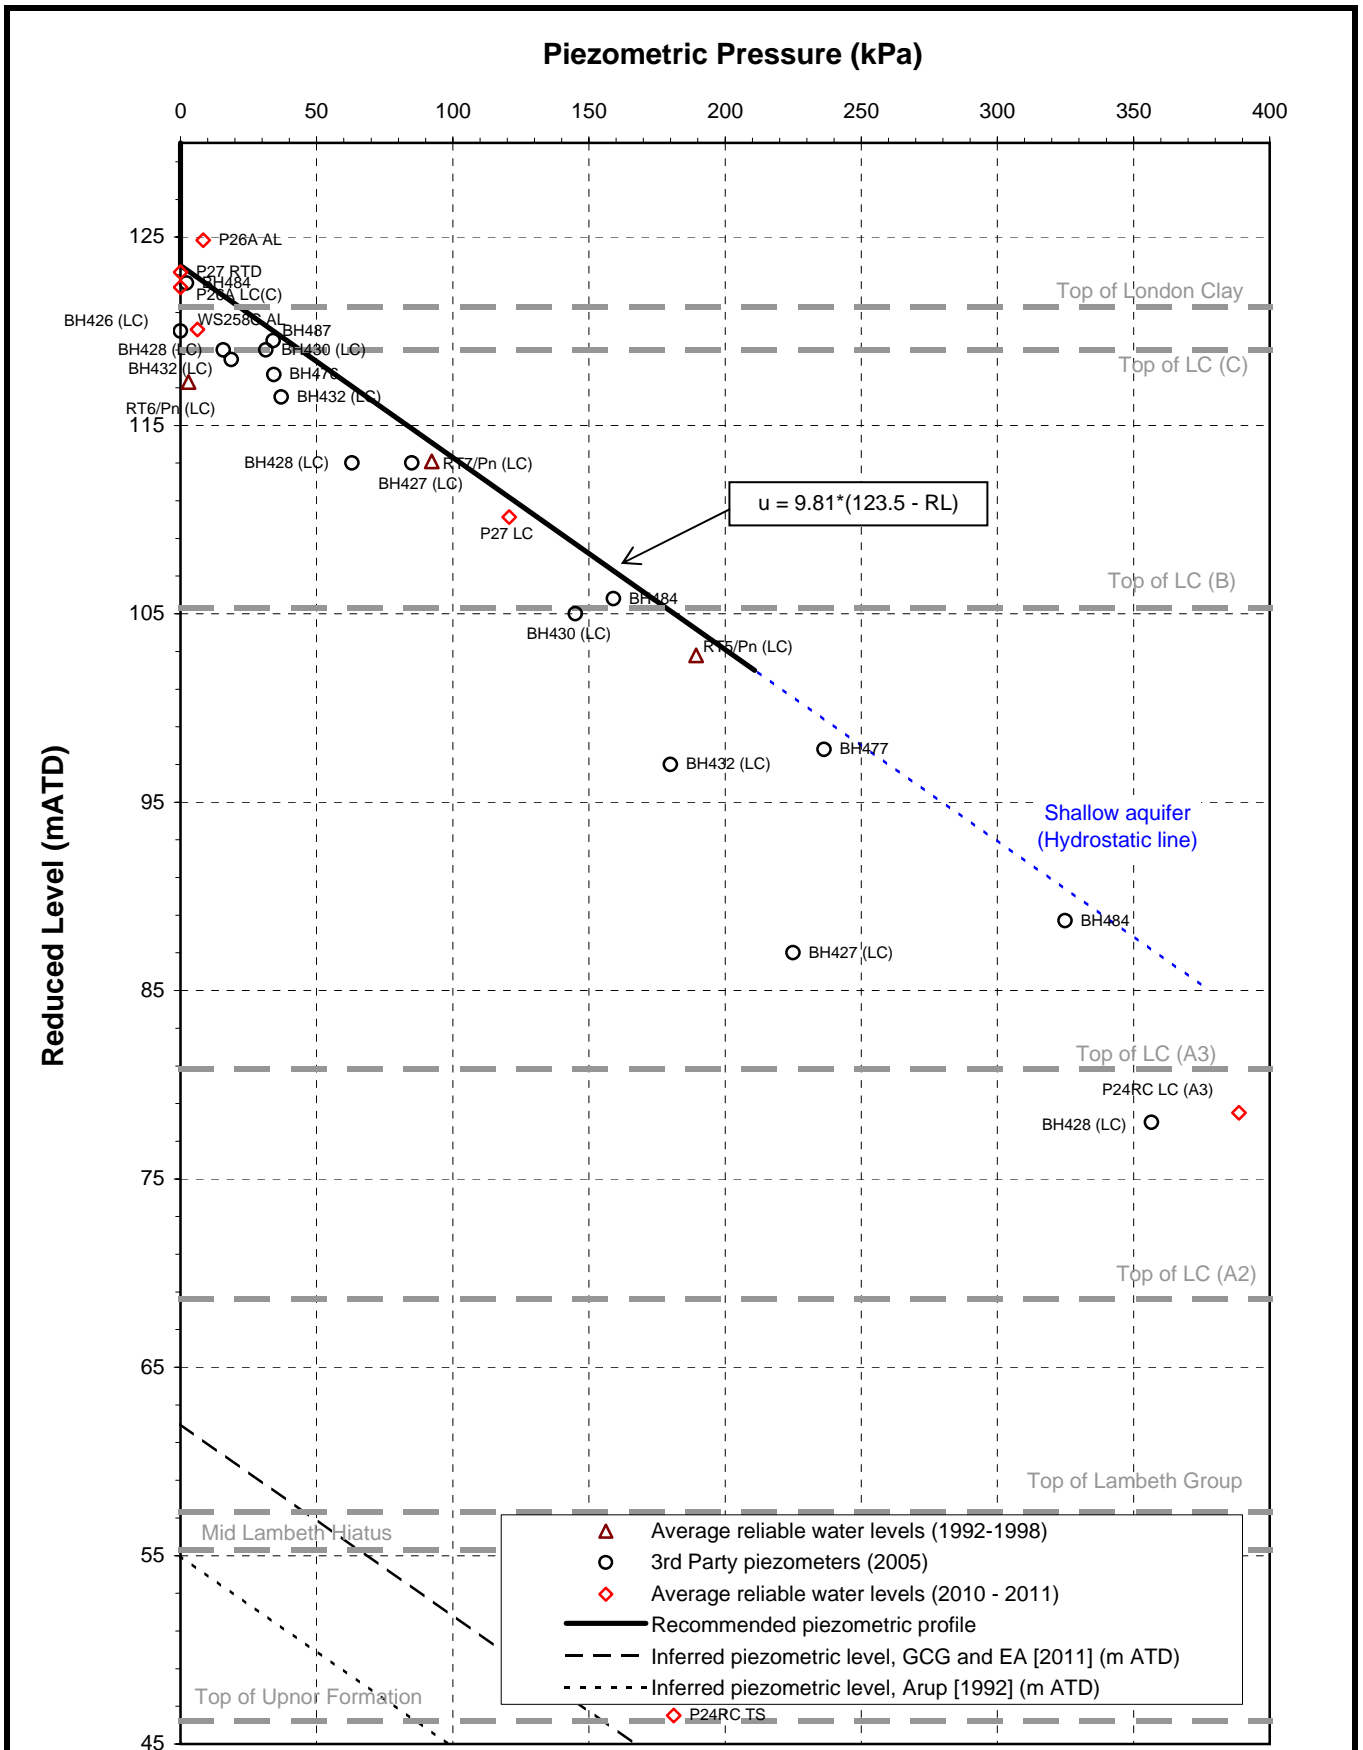 Piezometric Pressure (kPa)
0 50 100 150 200 250 300 350 400
Reduced Level (mATD)
125
P26A AL
P27 RTD
BH484
P26A LC(C)
Top of London Clay
BH426 (LC)
WS258G AL
BH487
BH428 (LC)
BH430 (LC)
Top of LC (C)
BH432 (LC)
BH476
BH432 (LC)
RT6/Pn (LC)
115
BH428 (LC)
RT7/Pn (LC)
BH427 (LC)
u = 9.81*(123.5 - RL)
P27 LC
Top of LC (B)
BH484
105
BH430 (LC)
RT5/Pn (LC)
BH477
BH432 (LC)
95
Shallow aquifer
(Hydrostatic line)
BH484
BH427 (LC)
85
Top of LC (A3)
P24RC LC (A3)
BH428 (LC)
75
Top of LC (A2)
65
Top of Lambeth Group
Mid Lambeth Hiatus
55
Average reliable water levels (1992-1998)
3rd Party piezometers (2005)
Average reliable water levels (2010 - 2011)
Recommended piezometric profile
Inferred piezometric level, GCG and EA [2011] (m ATD)
Inferred piezometric level, Arup [1992] (m ATD)
Top of Upnor Formation
P24RC TS
45